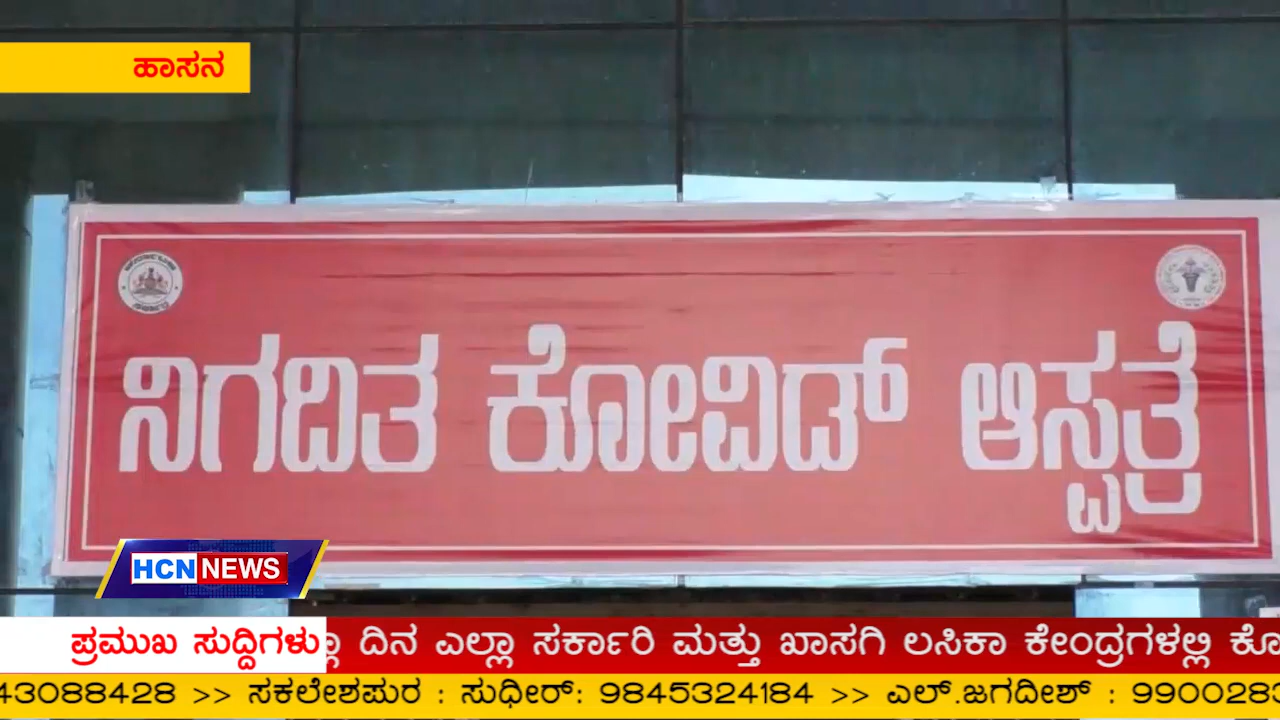 ಹಾಸನ
ನಿಗದಿತ ಕೋವಿಡ್ ಆಸ್ಪತ್ರೆ
HCN NEWS
ಪ್ರಮುಖ ಸುದ್ದಿಗಳು ದಿನ ಎಲ್ಲಾ ಸರ್ಕಾರಿ ಮತ್ತು ಖಾಸಗಿ ಲಸಿಕಾ ಕೇಂದ್ರಗಳಲ್ಲಿ ಕೊ
43088428 >> ಸಕಲೇಶಪುರ : ಸುಧೀರ್: 9845324184 >> ಎಲ್.ಜಗದೀಶ್ : 9900283